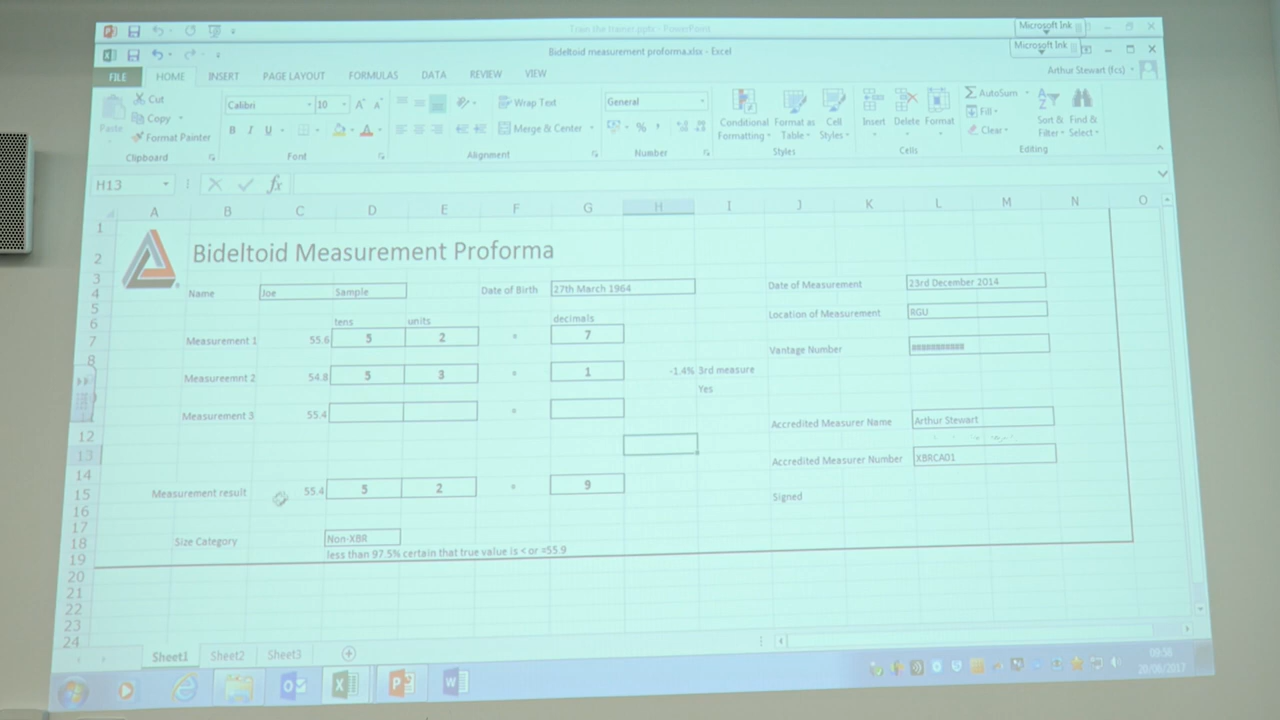 Train the trainer.pptx - PowerPoint
Microsoft Ink
Bideltoid measurement proforma.xlsx - Excel
Microsoft Ink
FILE HOME INSERT PAGE LAYOUT FORMULAS DATA REVIEW VIEW
Arthur Stewart (fcs)
Cut
Copy
Format Painter
Paste
Clipboard
Calibri 10 A A
B I U A
Font
Wrap Text
Merge & Center
Alignment
General
%
Number
Conditional Formatting
Format as Table
Cell Styles
Styles
Insert Delete Format
Cells
AutoSum
Fill
Clear
Sort & Filter
Find & Select
Editing
H13 fx
A B C D E F G H I J K L M N O
1
2 Bideltoid Measurement Proforma
3
4 Name Joe Sample Date of Birth 27th March 1964 Date of Measurement 23rd December 2014
5
6 tens units decimals Location of Measurement RGU
7 Measurement 1 55.6 5 2 7 Vantage Number ##########
8
Measureemnt 2 54.8 5 3 1 -1.4% 3rd measure
Yes
Measurement 3 55.4 Accredited Measurer Name Arthur Stewart
12
13 Accredited Measurer Number XBRCA01
14
15 Measurement result 55.4 5 2 9 Signed
16
17
18 Size Category Non-XBR
19 less than 97.5% certain that true value is < or =55.9
20
21
22
23
24
Sheet1 Sheet2 Sheet3
09:58
20/06/2017